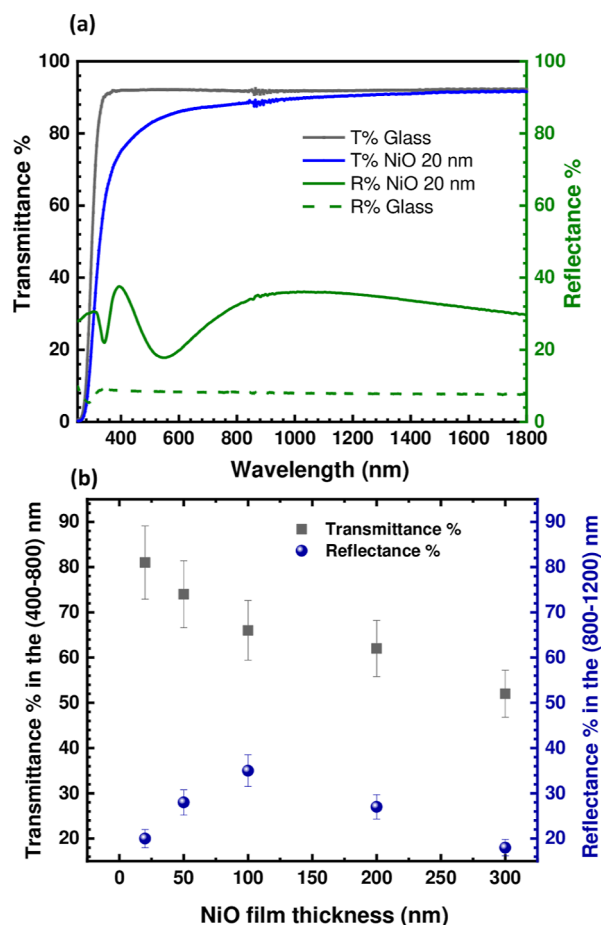 (a)
100
80
60
40
20
0
Transmittance %
T% Glass
T% NiO 20 nm
R% NiO 20 nm
R% Glass
100
80
60
40
20
0
Reflectance %
400 600 800 1000 1200 1400 1600 1800
Wavelength (nm)
(b)
90
80
70
60
50
40
30
20
Transmittance % in the (400-800) nm
Transmittance %
Reflectance %
90
80
70
60
50
40
30
20
Reflectance % in the (800-1200) nm
0 50 100 150 200 250 300
NiO film thickness (nm)